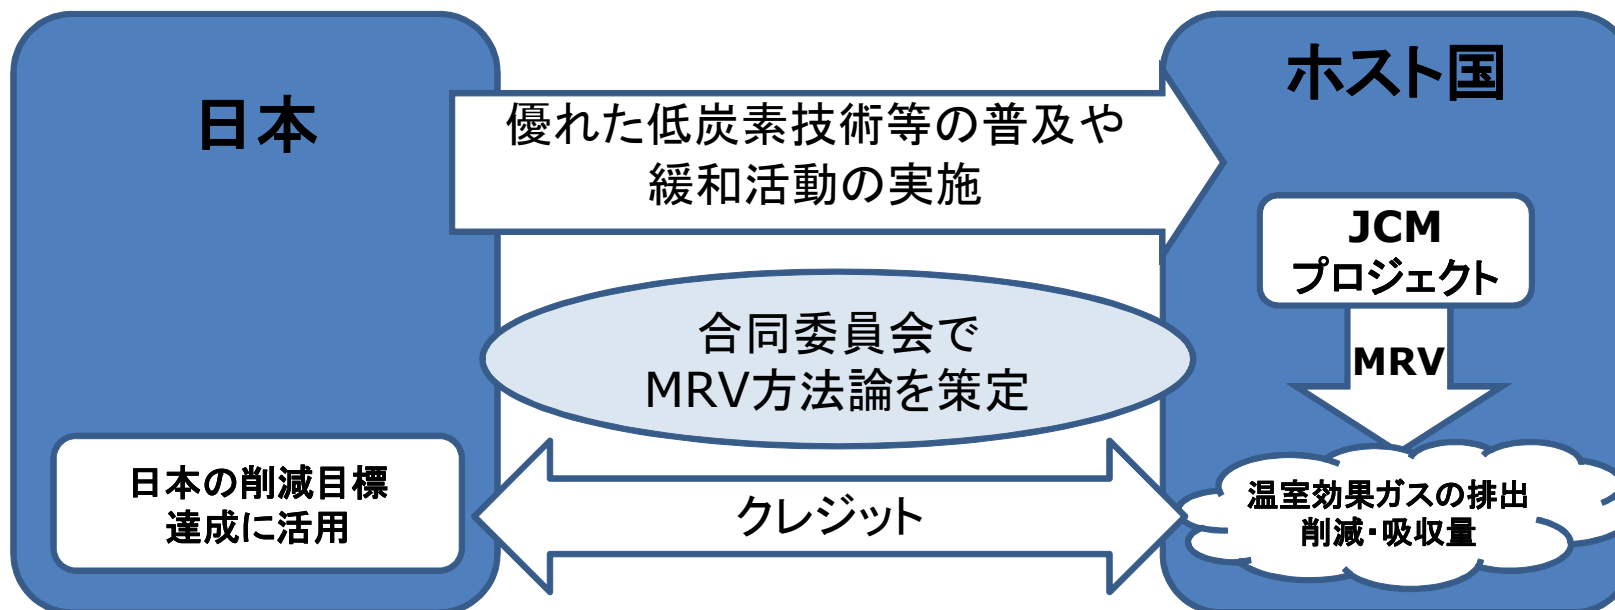 日本
優れた低炭素技術等の普及や
緩和活動の実施
ホスト国
JCM
プロジェクト
MRV
合同委員会で
MRV方法論を策定
日本の削減目標
達成に活用
クレジット
温室効果ガスの排出
削減・吸収量